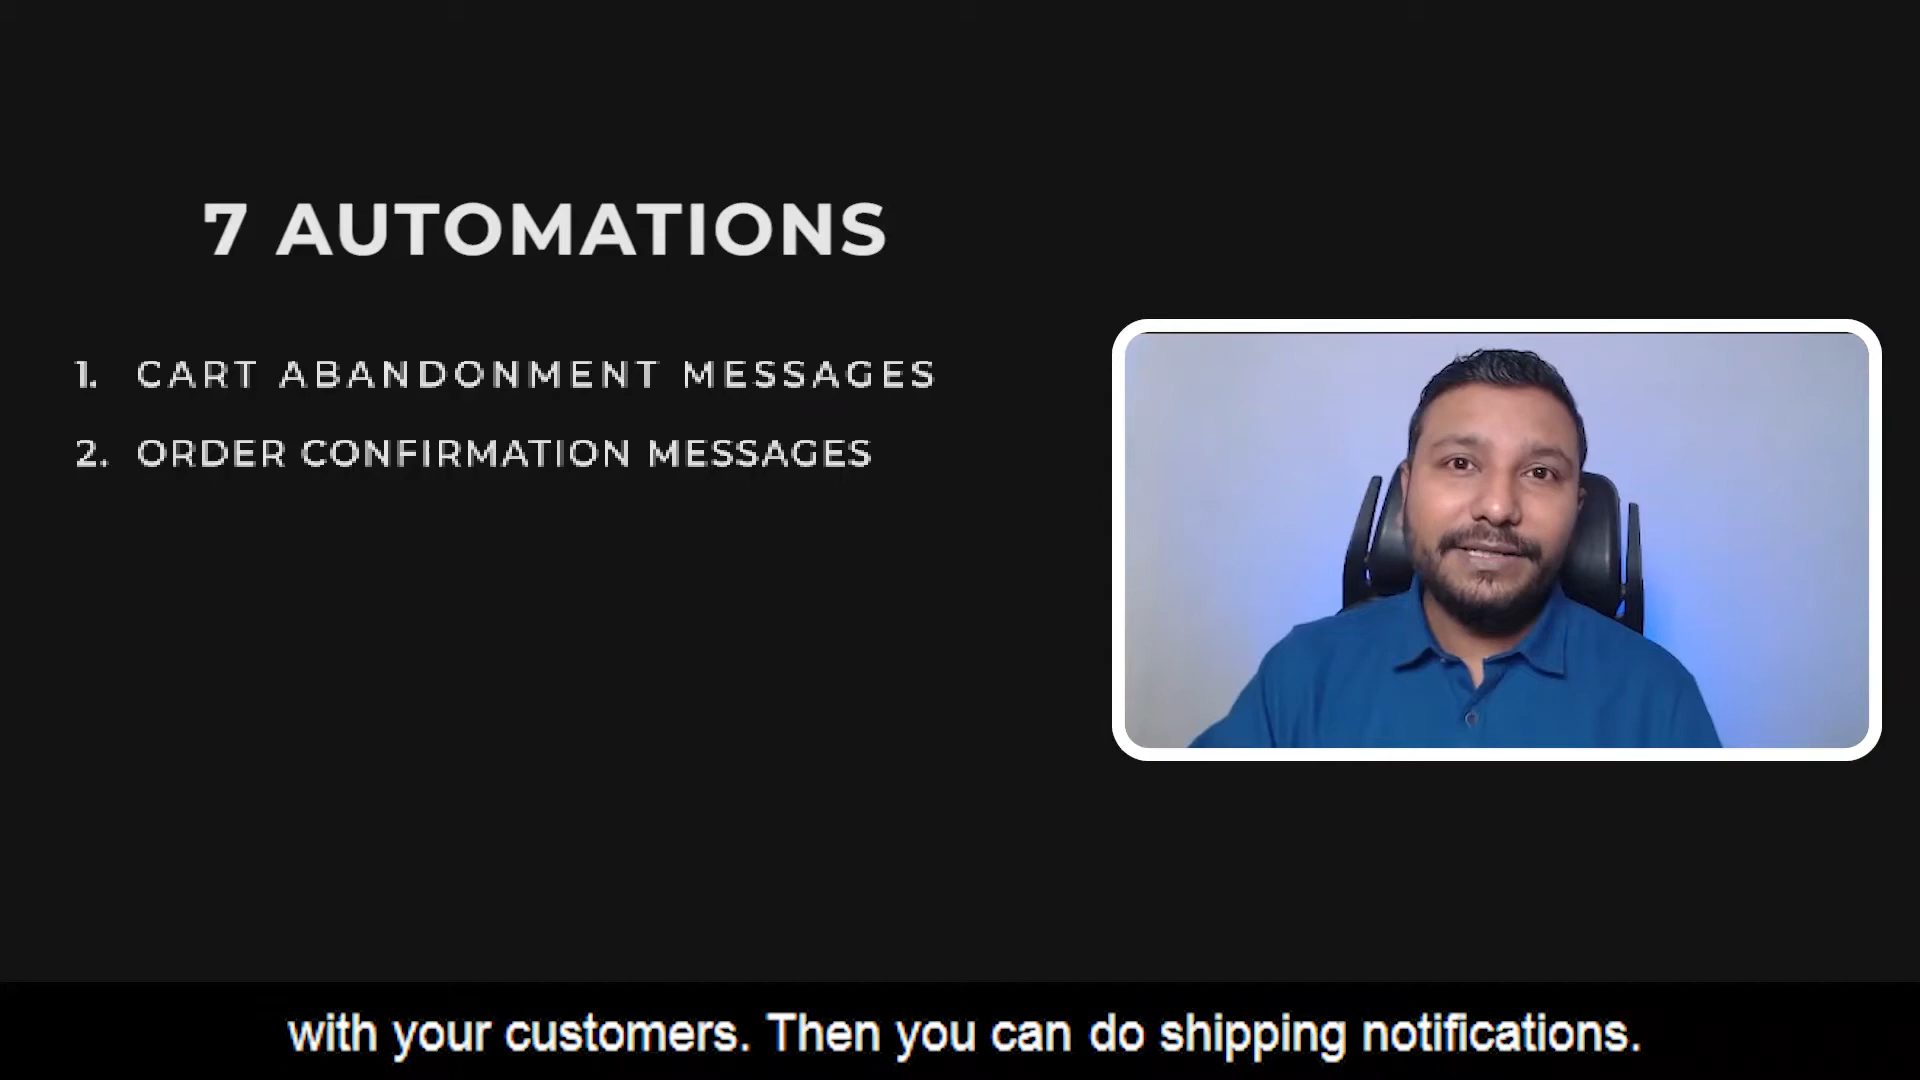 7 AUTOMATIONS
1. CART ABANDONMENT MESSAGES
2. ORDER CONFIRMATION MESSAGES
with your customers. Then you can do shipping notifications.